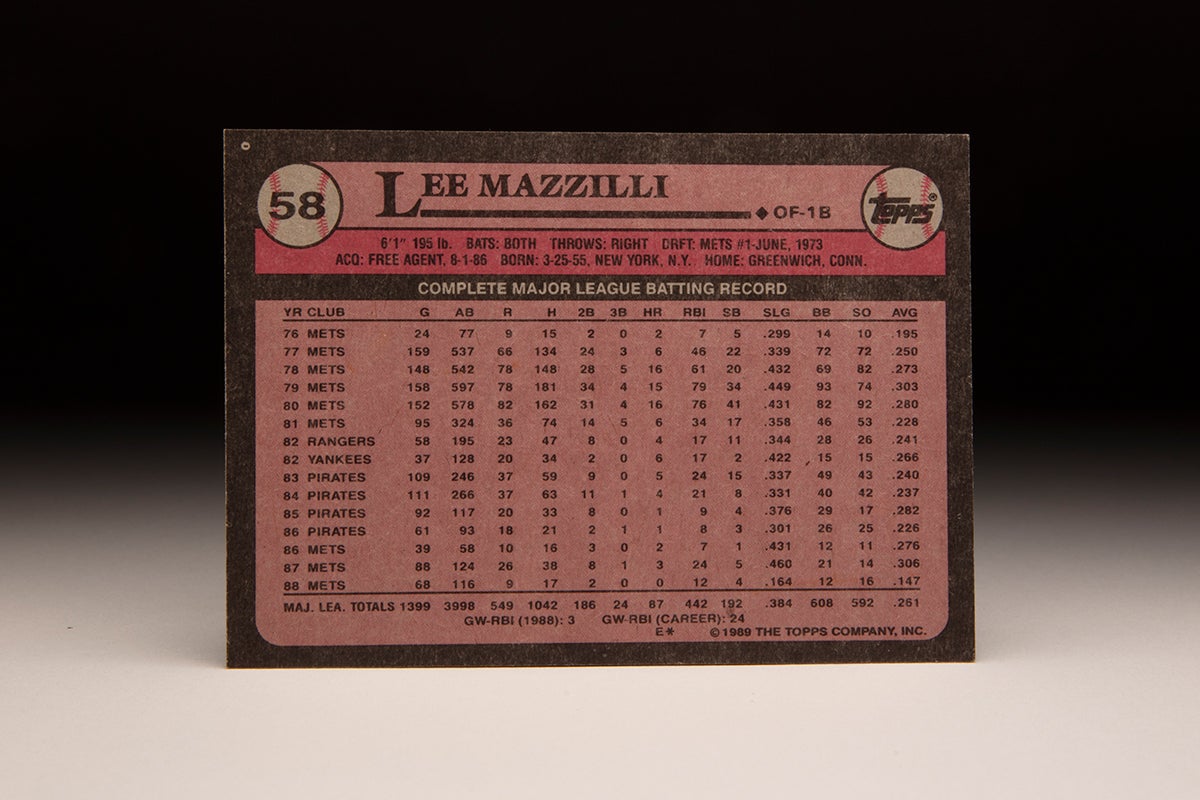 58
LEE MAZZILLI
◆ OF-1B
topps®
6'1" 195 lb. BATS: BOTH THROWS: RIGHT DRFT: METS #1-JUNE, 1973
ACQ: FREE AGENT, 8-1-86 BORN: 3-25-55, NEW YORK, N.Y. HOME: GREENWICH, CONN.
COMPLETE MAJOR LEAGUE BATTING RECORD
YR CLUB G AB R H 2B 3B HR RBI SB SLG BB SO AVG
76 METS 24 77 9 15 2 0 2 7 5 .299 14 10 .195
77 METS 159 537 66 134 24 3 6 46 22 .339 72 72 .250
78 METS 148 542 78 148 28 5 16 61 20 .432 69 82 .273
79 METS 158 597 78 181 34 4 15 79 34 .449 93 74 .303
80 METS 152 578 82 162 31 4 16 76 41 .431 82 92 .280
81 METS 95 324 36 74 14 5 6 34 17 .358 46 53 .228
82 RANGERS 58 195 23 47 8 0 4 17 11 .344 28 26 .241
82 YANKEES 37 128 20 34 2 0 6 17 2 .422 15 15 .266
83 PIRATES 109 246 37 59 9 0 5 24 15 .337 49 43 .240
84 PIRATES 111 266 37 63 11 1 4 21 8 .331 40 42 .237
85 PIRATES 92 117 20 33 8 0 1 9 4 .376 29 17 .282
86 PIRATES 61 93 18 21 2 1 1 8 3 .301 26 25 .226
86 METS 39 58 10 16 3 0 2 7 1 .431 12 11 .276
87 METS 88 124 26 38 8 1 3 24 5 .460 21 14 .306
88 METS 68 116 9 17 2 0 0 12 4 .164 12 16 .147
MAJ. LEA. TOTALS 1399 3998 549 1042 186 24 87 442 192 .384 608 592 .261
GW-RBI (1988): 3 GW-RBI (CAREER): 24
E* © 1989 THE TOPPS COMPANY, INC.